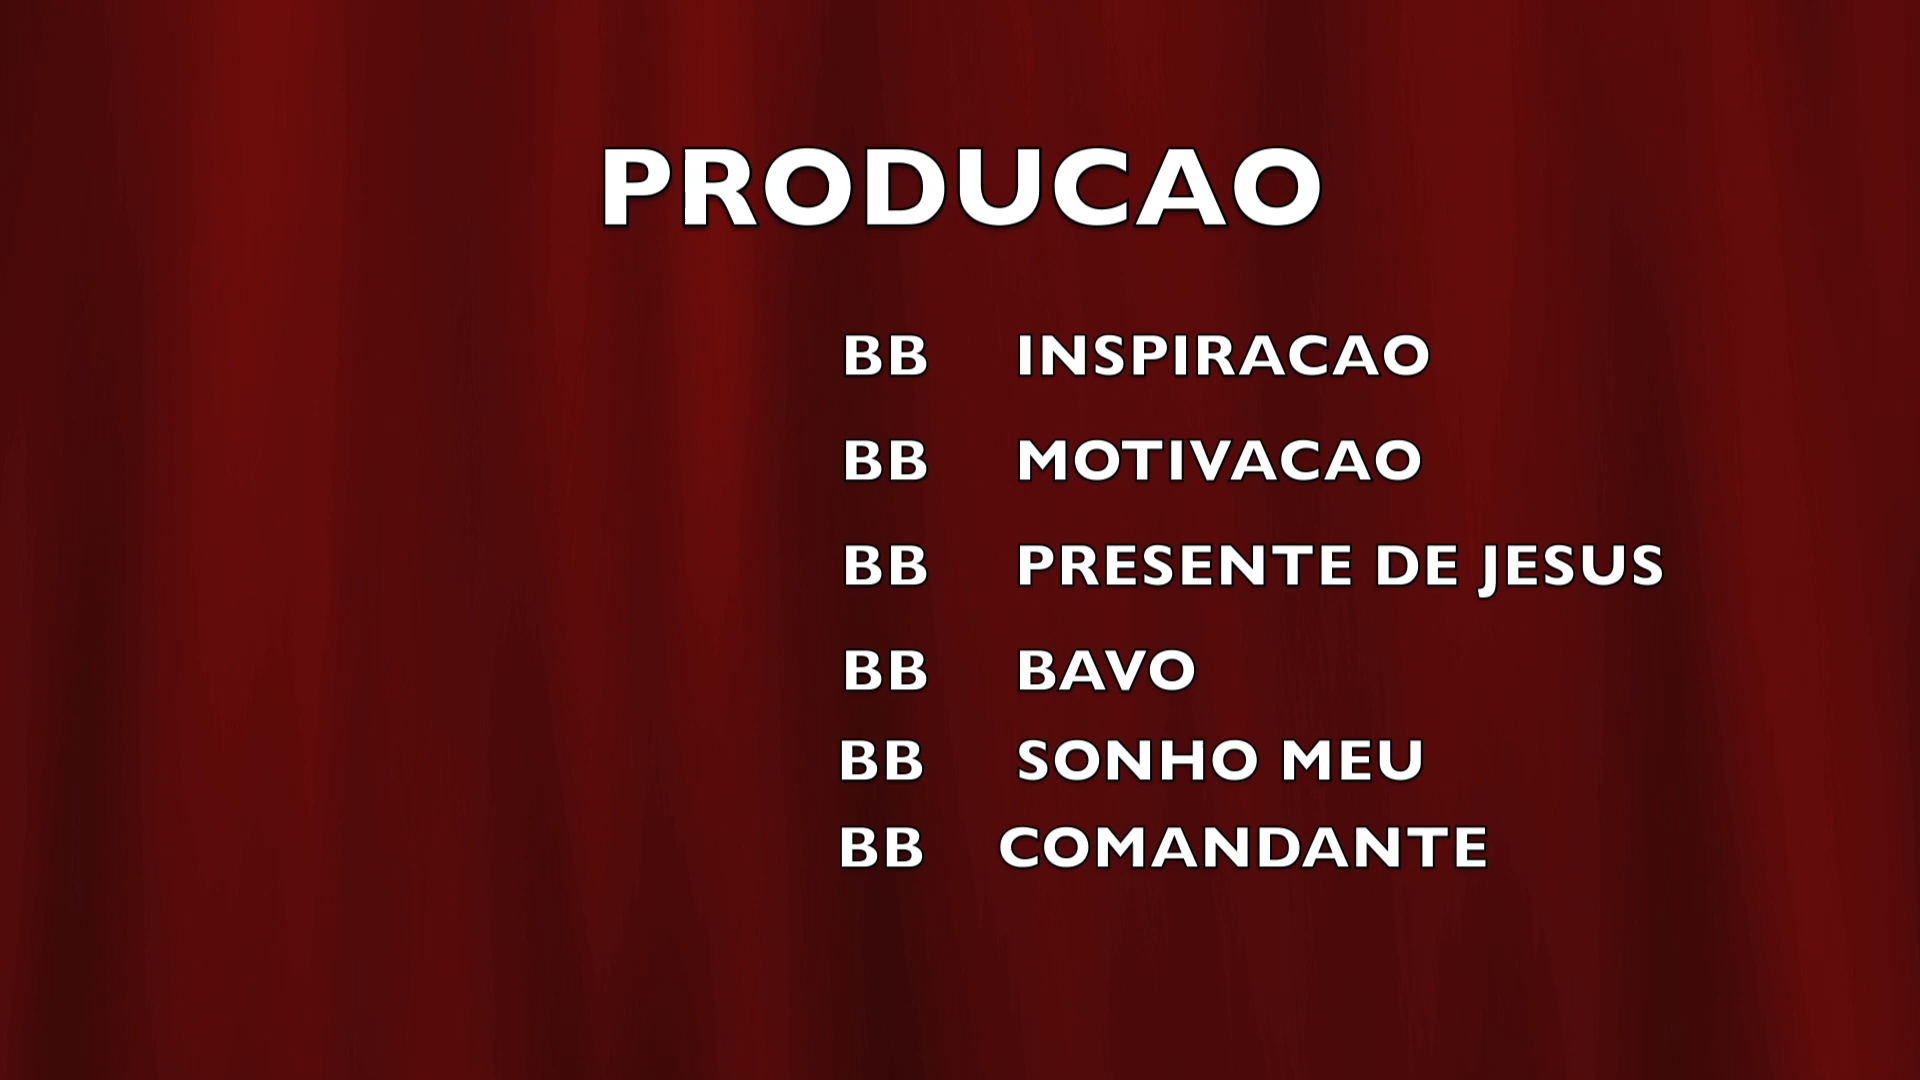 PRODUCAO
BB INSPIRACAO
BB MOTIVACAO
BB PRESENTE DE JESUS
BB BAVO
BB SONHO MEU
BB COMANDANTE